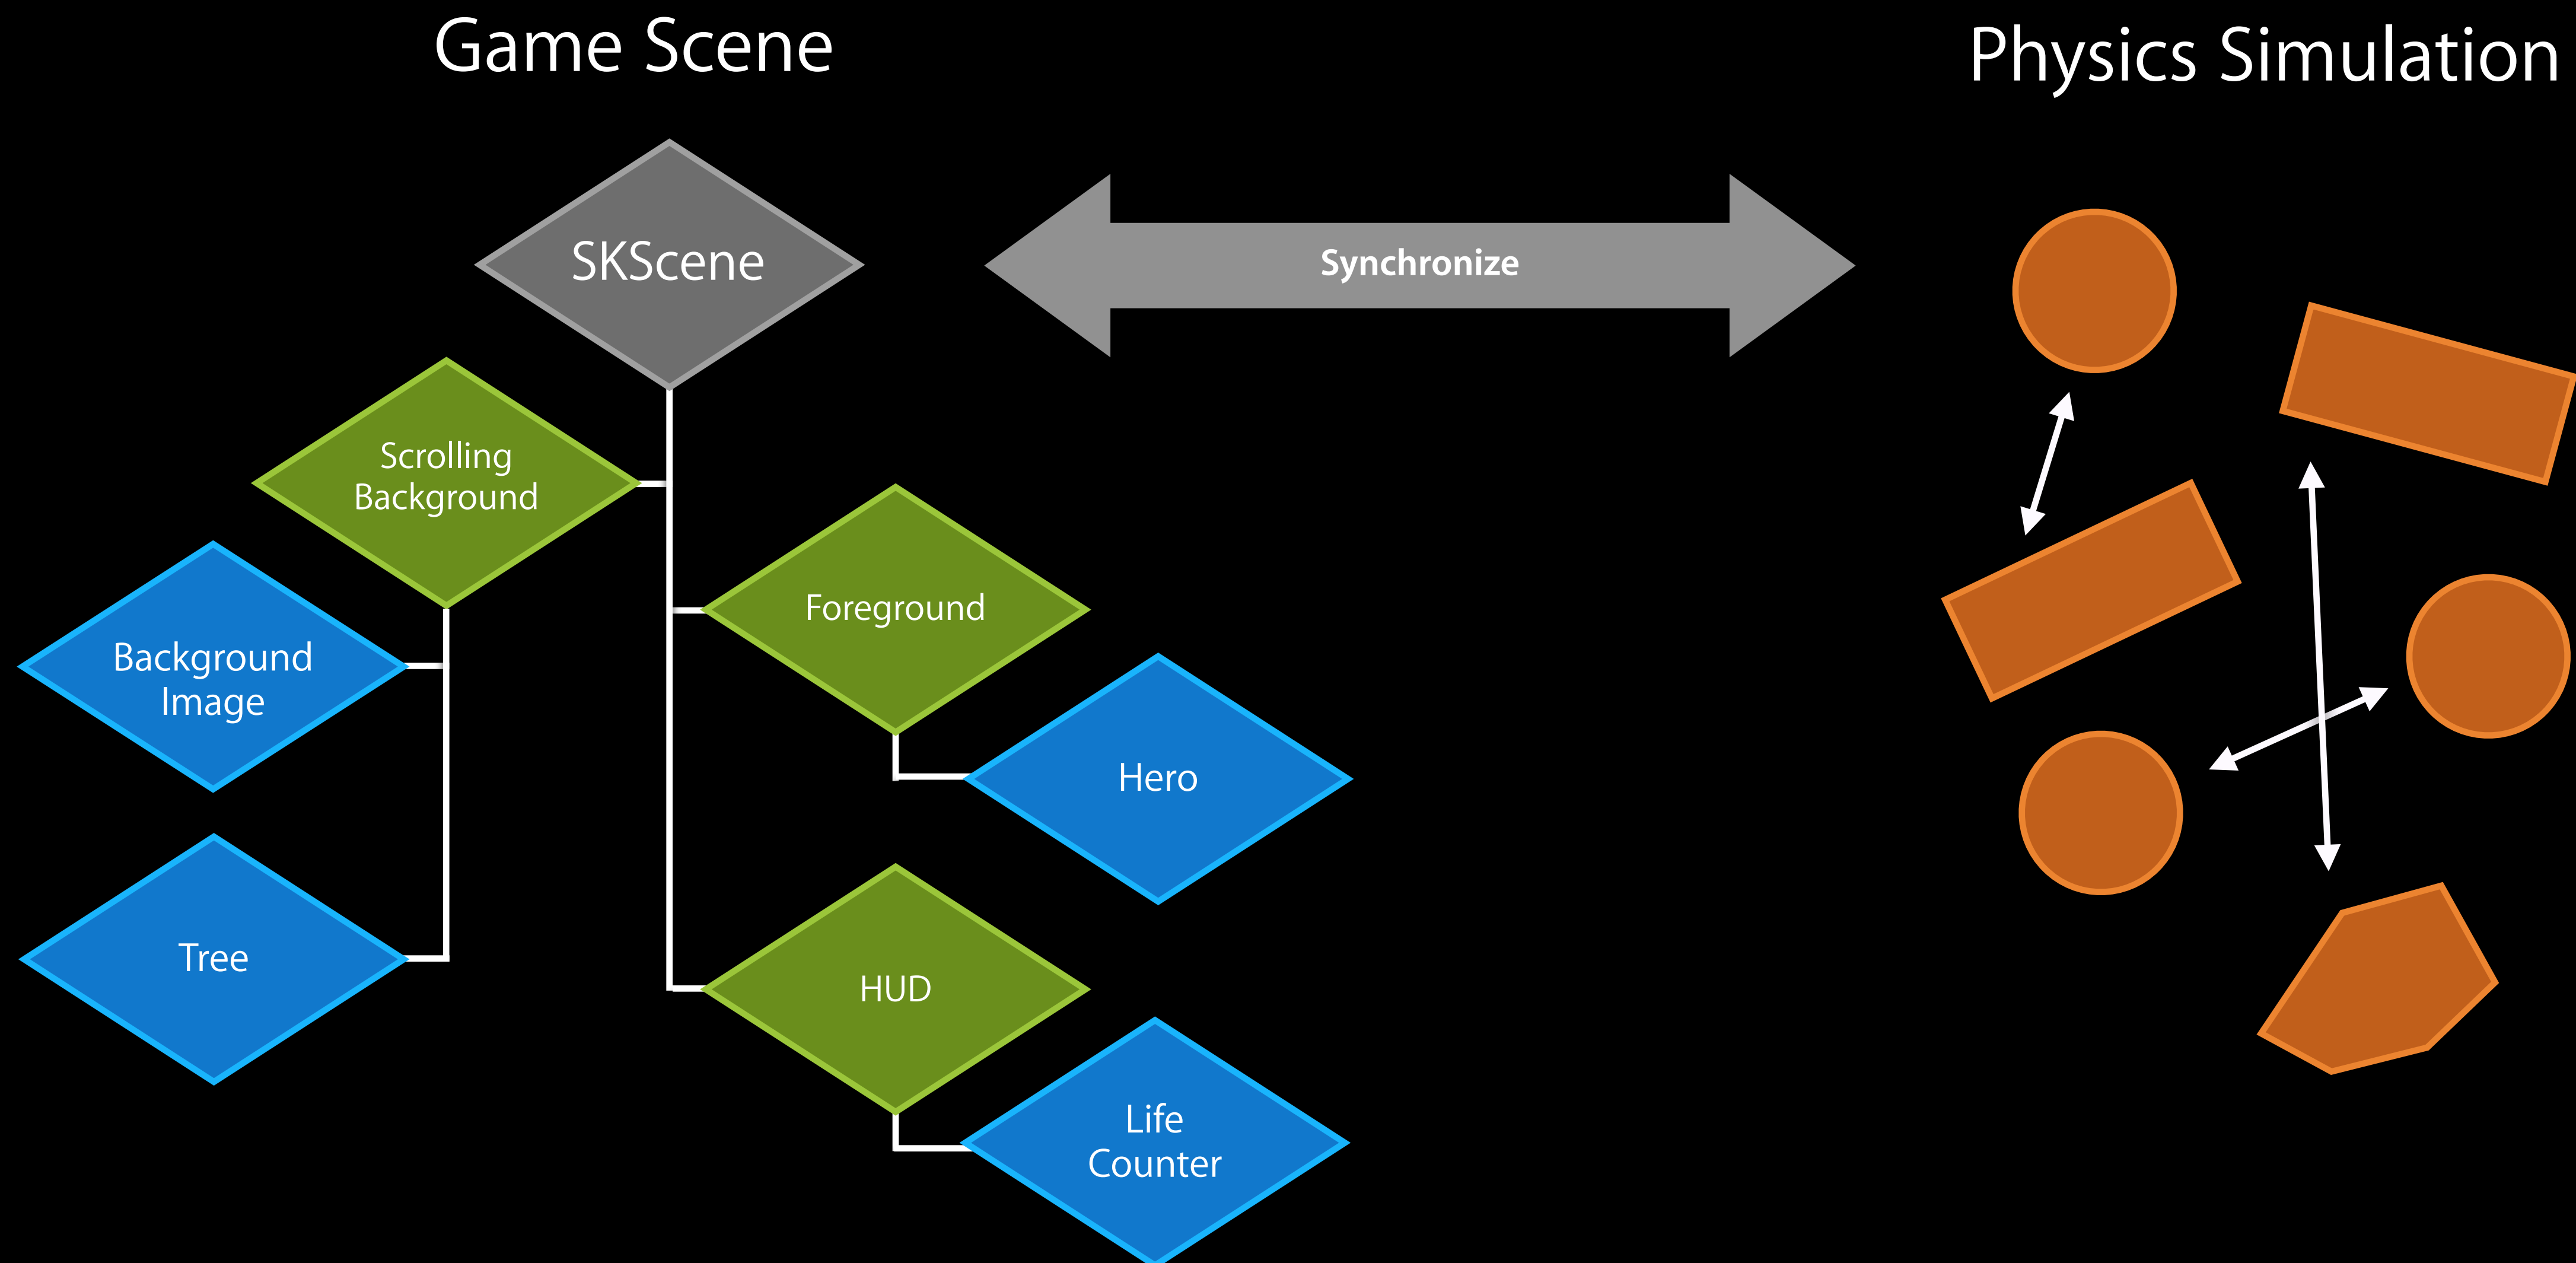 Game Scene
Physics Simulation
SKScene
Synchronize
Scrolling
Background
Foreground
Background
Image
Hero
Tree
HUD
Life
Counter